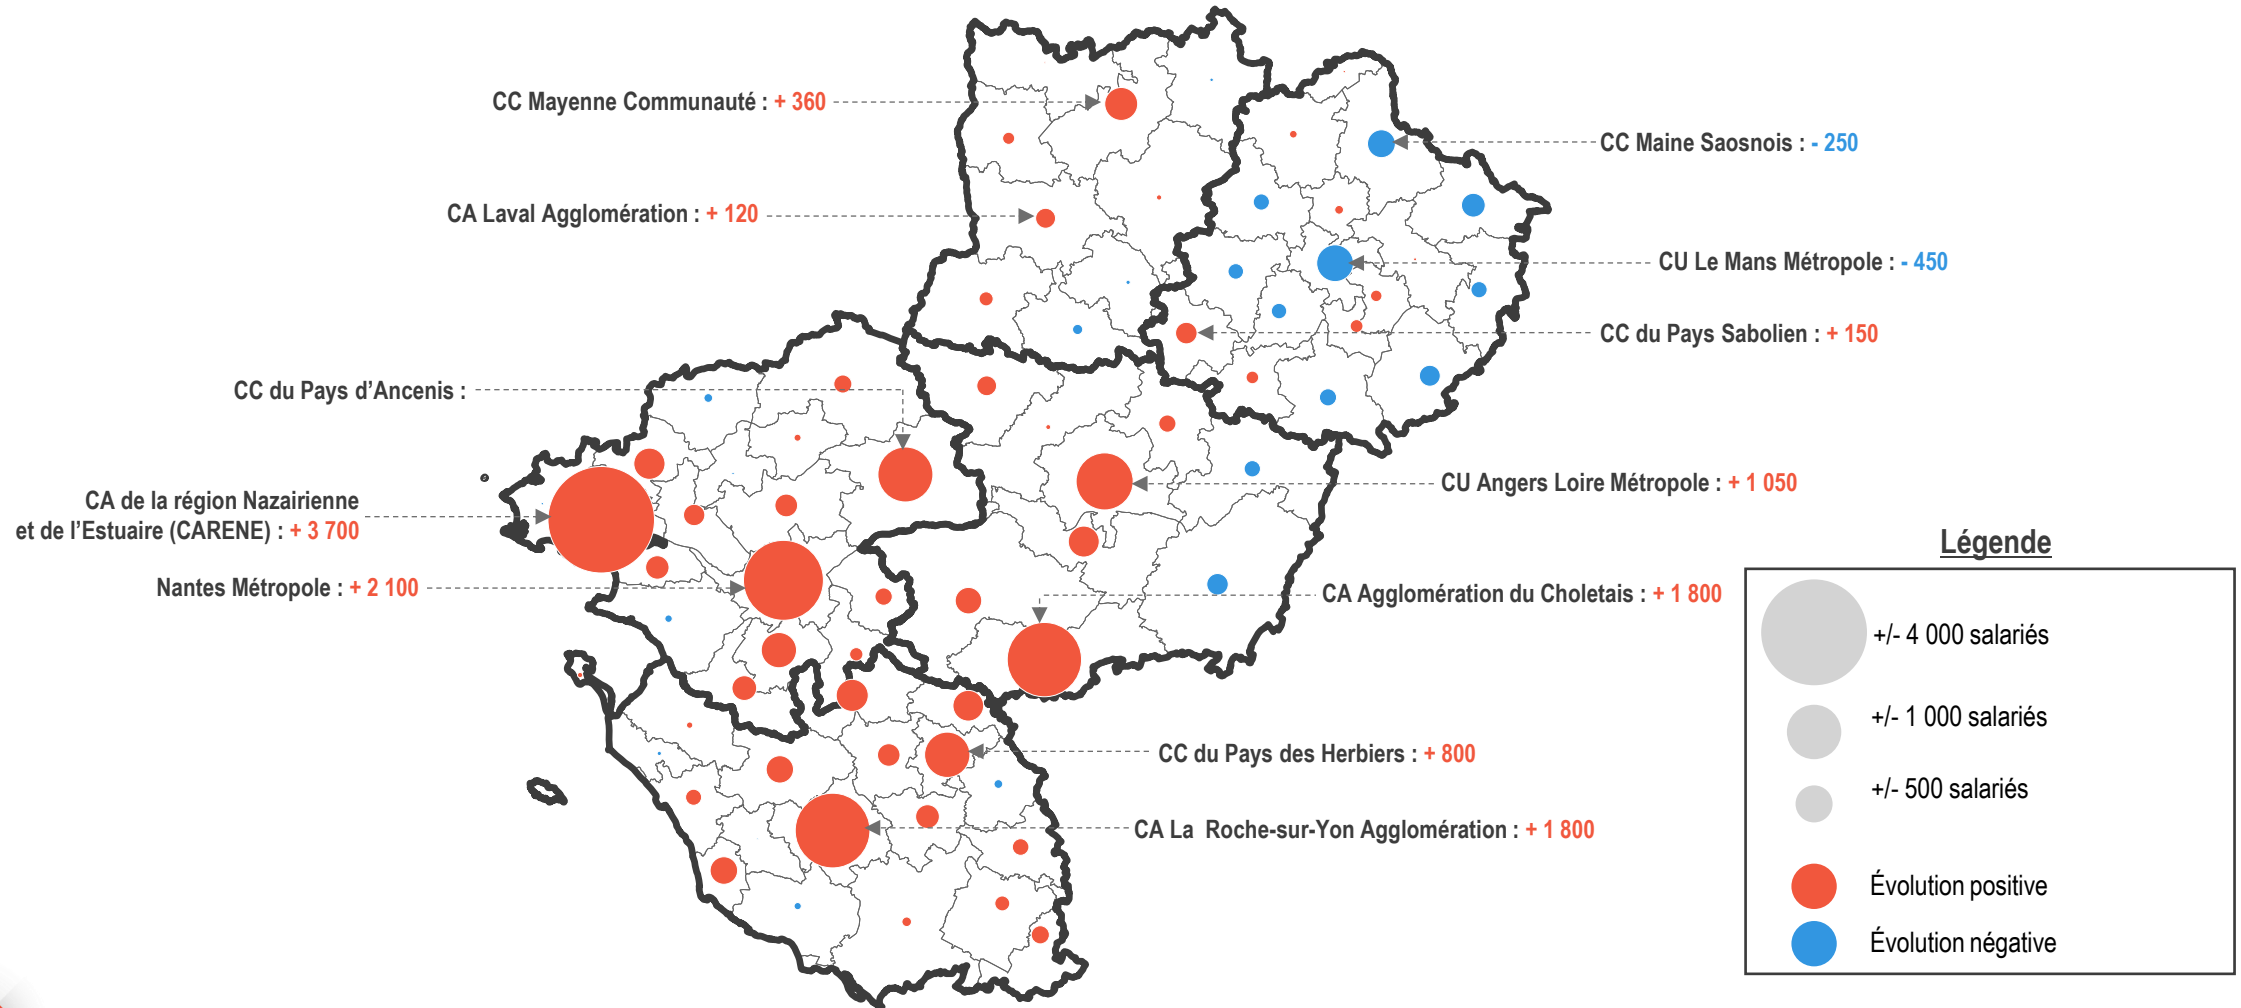 CC Mayenne Communauté : + 360
CC Maine Saosnois : - 250
CA Laval Agglomération : + 120
CU Le Mans Métropole : - 450
CC du Pays Sabolien : + 150
CC du Pays d’Ancenis :
CU Angers Loire Métropole : + 1 050
CA de la région Nazairienne
et de l’Estuaire (CARENE) : + 3 700
Nantes Métropole : + 2 100
CA Agglomération du Choletais : + 1 800
CC du Pays des Herbiers : + 800
CA La Roche-sur-Yon Agglomération : + 1 800
Légende
+/- 4 000 salariés
+/- 1 000 salariés
+/- 500 salariés
Évolution positive
Évolution négative